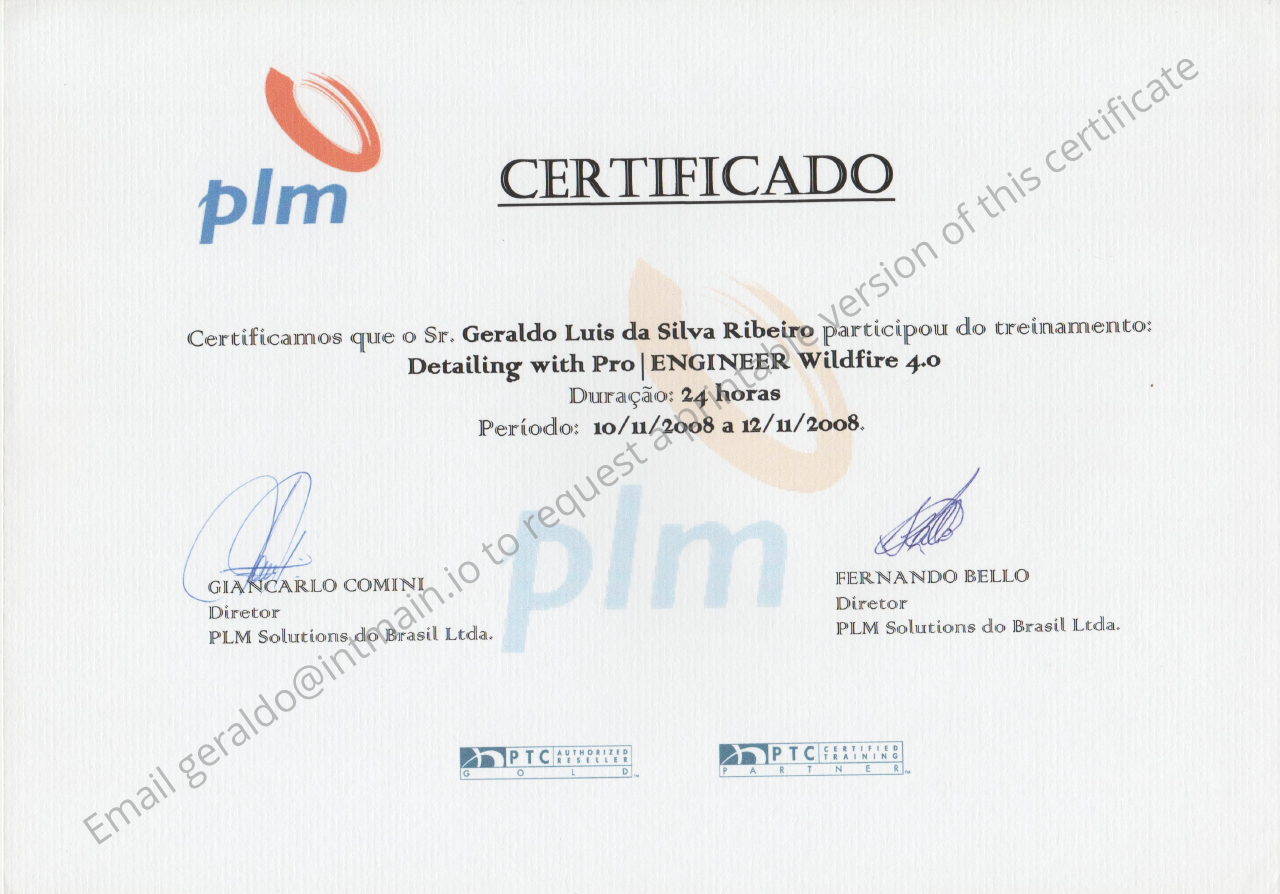 plm
CERTIFICADO
Certificamos que o Sr. Geraldo Luis da Silva Ribeiro participou do treinamento:
Detailing with Pro|ENGINEER Wildfire 4.0
Duração: 24 horas
Período: 10/11/2008 a 12/11/2008.
plm
GIANCARLO COMINI
Diretor
PLM Solutions do Brasil Ltda.
FERNANDO BELLO
Diretor
PLM Solutions do Brasil Ltda.
PTC AUTHORIZED RESELLER
GOLD
PTC CERTIFIED TRAINING
PARTNER
Email geraldo@intmain.io to request a printable version of this certificate